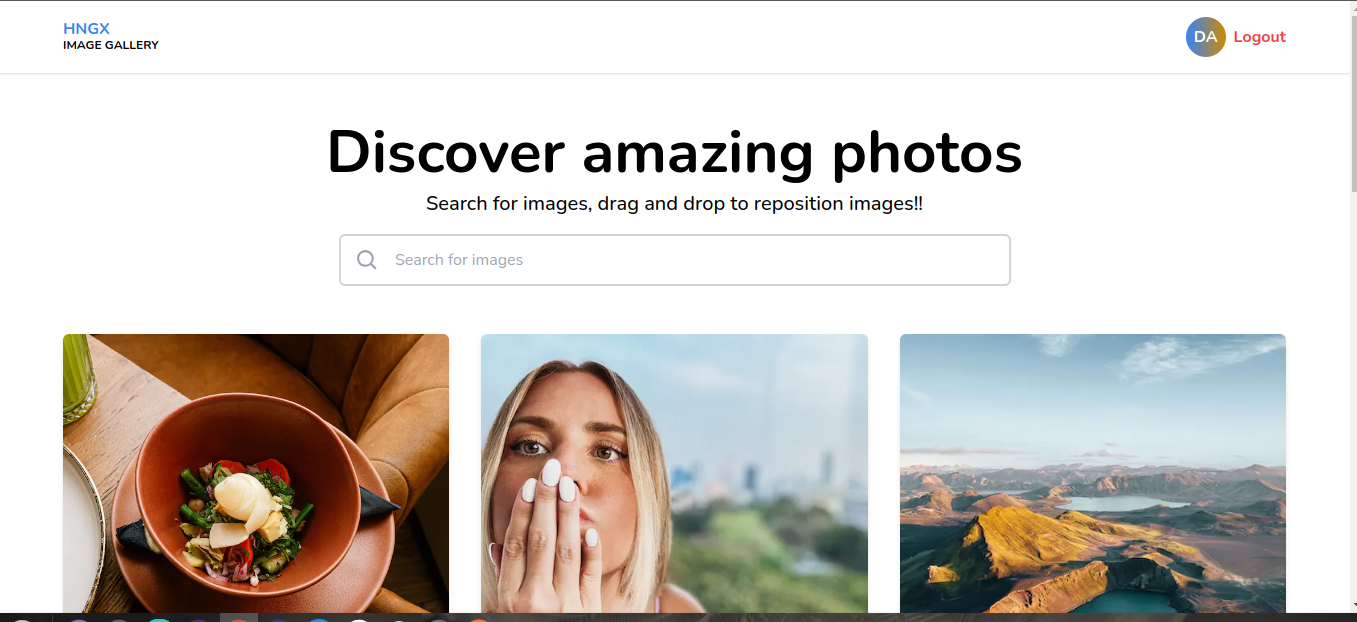 HNGX
IMAGE GALLERY
DA Logout
Discover amazing photos
Search for images, drag and drop to reposition images!!
Search for images